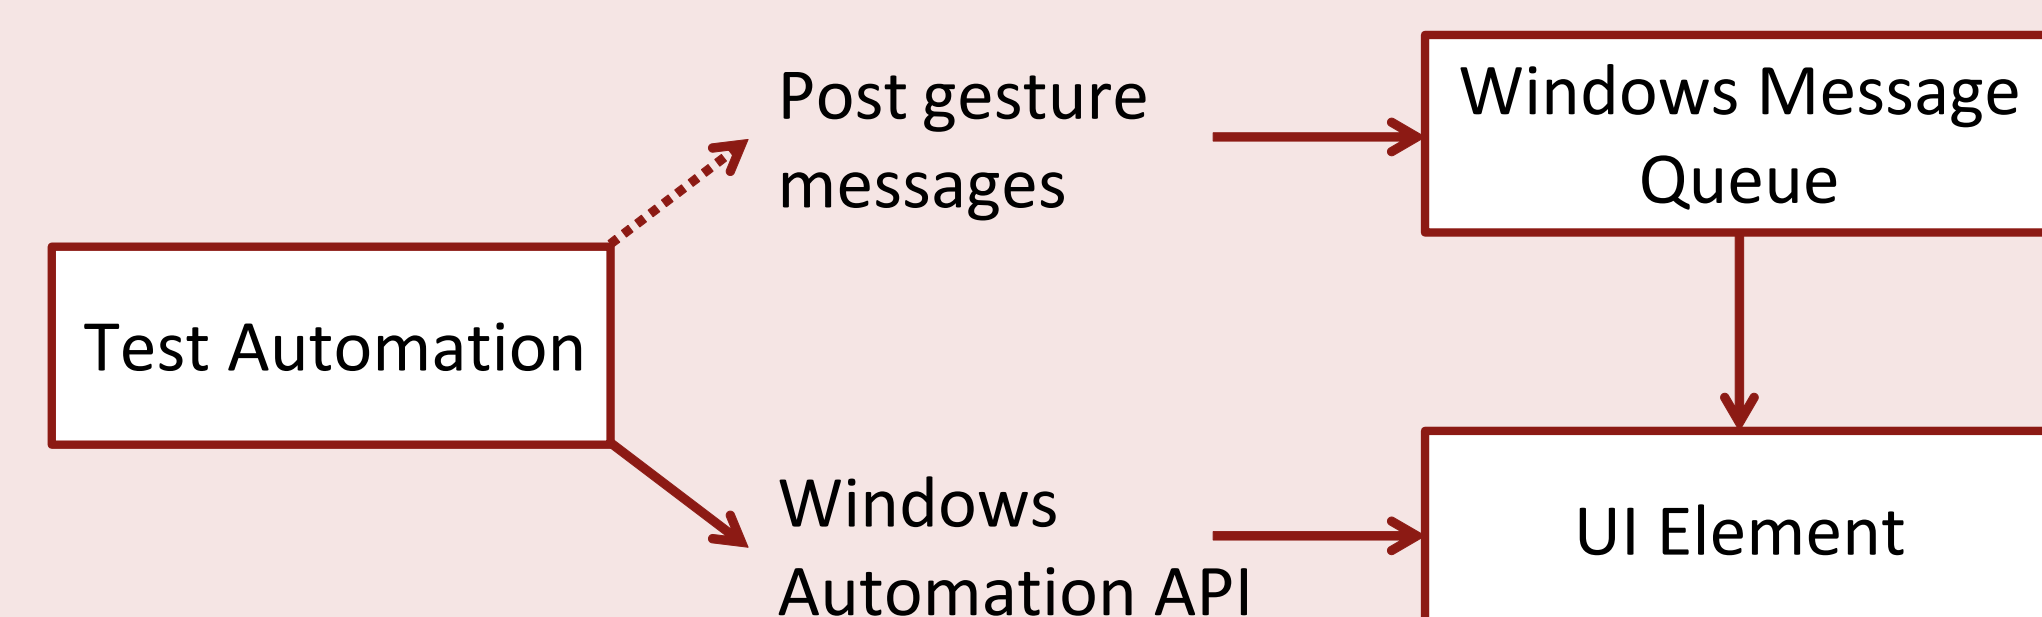 Post gesture
messages
Windows Message
Queue
Test Automation
Windows
Automation API
UI Element